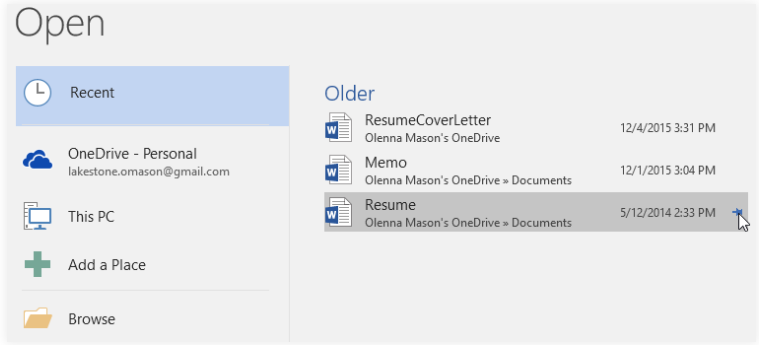 Open
Recent
OneDrive - Personal
lakestone.omason@gmail.com
This PC
Add a Place
Browse
Older
ResumeCoverLetter 12/4/2015 3:31 PM
Olenna Mason's OneDrive
Memo 12/1/2015 3:04 PM
Olenna Mason's OneDrive » Documents
Resume 5/12/2014 2:33 PM
Olenna Mason's OneDrive » Documents